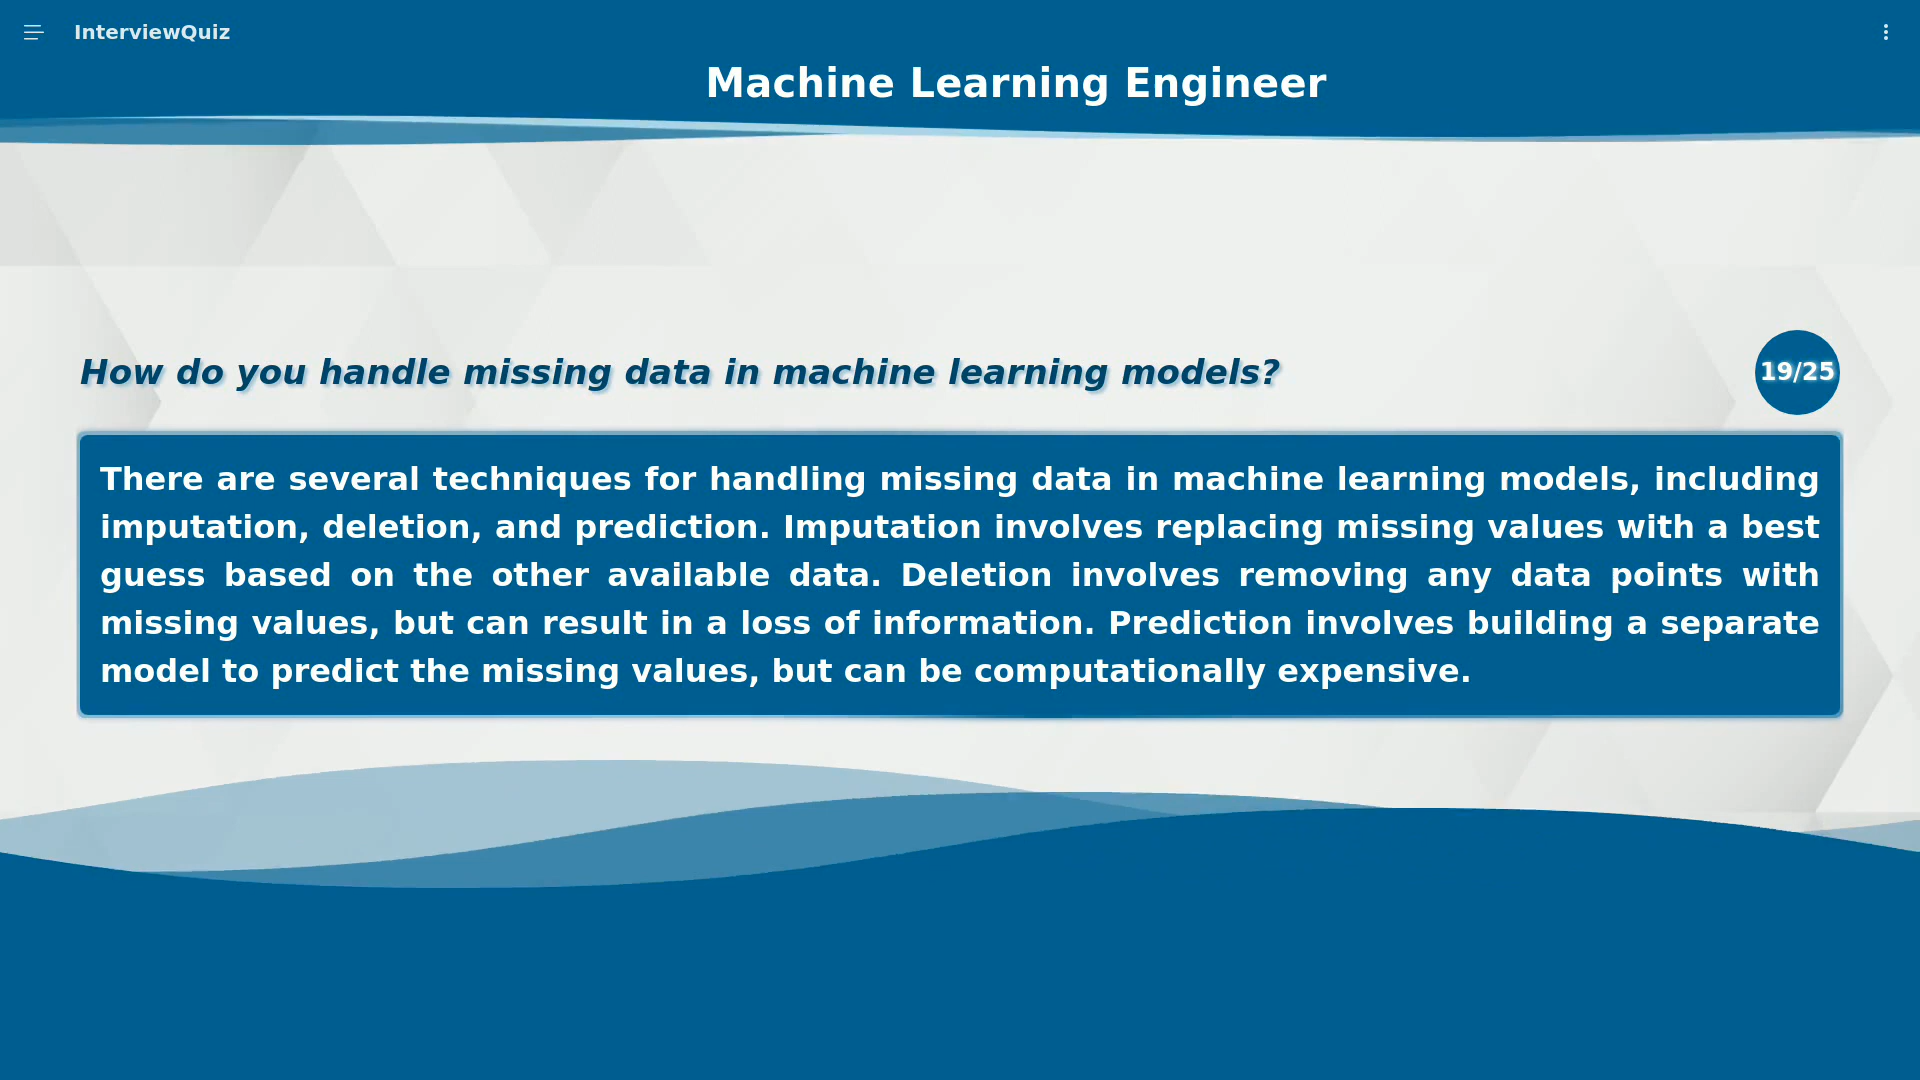 InterviewQuiz
Machine Learning Engineer
How do you handle missing data in machine learning models?
19/25
There are several techniques for handling missing data in machine learning models, including
imputation, deletion, and prediction. Imputation involves replacing missing values with a best
guess based on the other available data. Deletion involves removing any data points with
missing values, but can result in a loss of information. Prediction involves building a separate
model to predict the missing values, but can be computationally expensive.